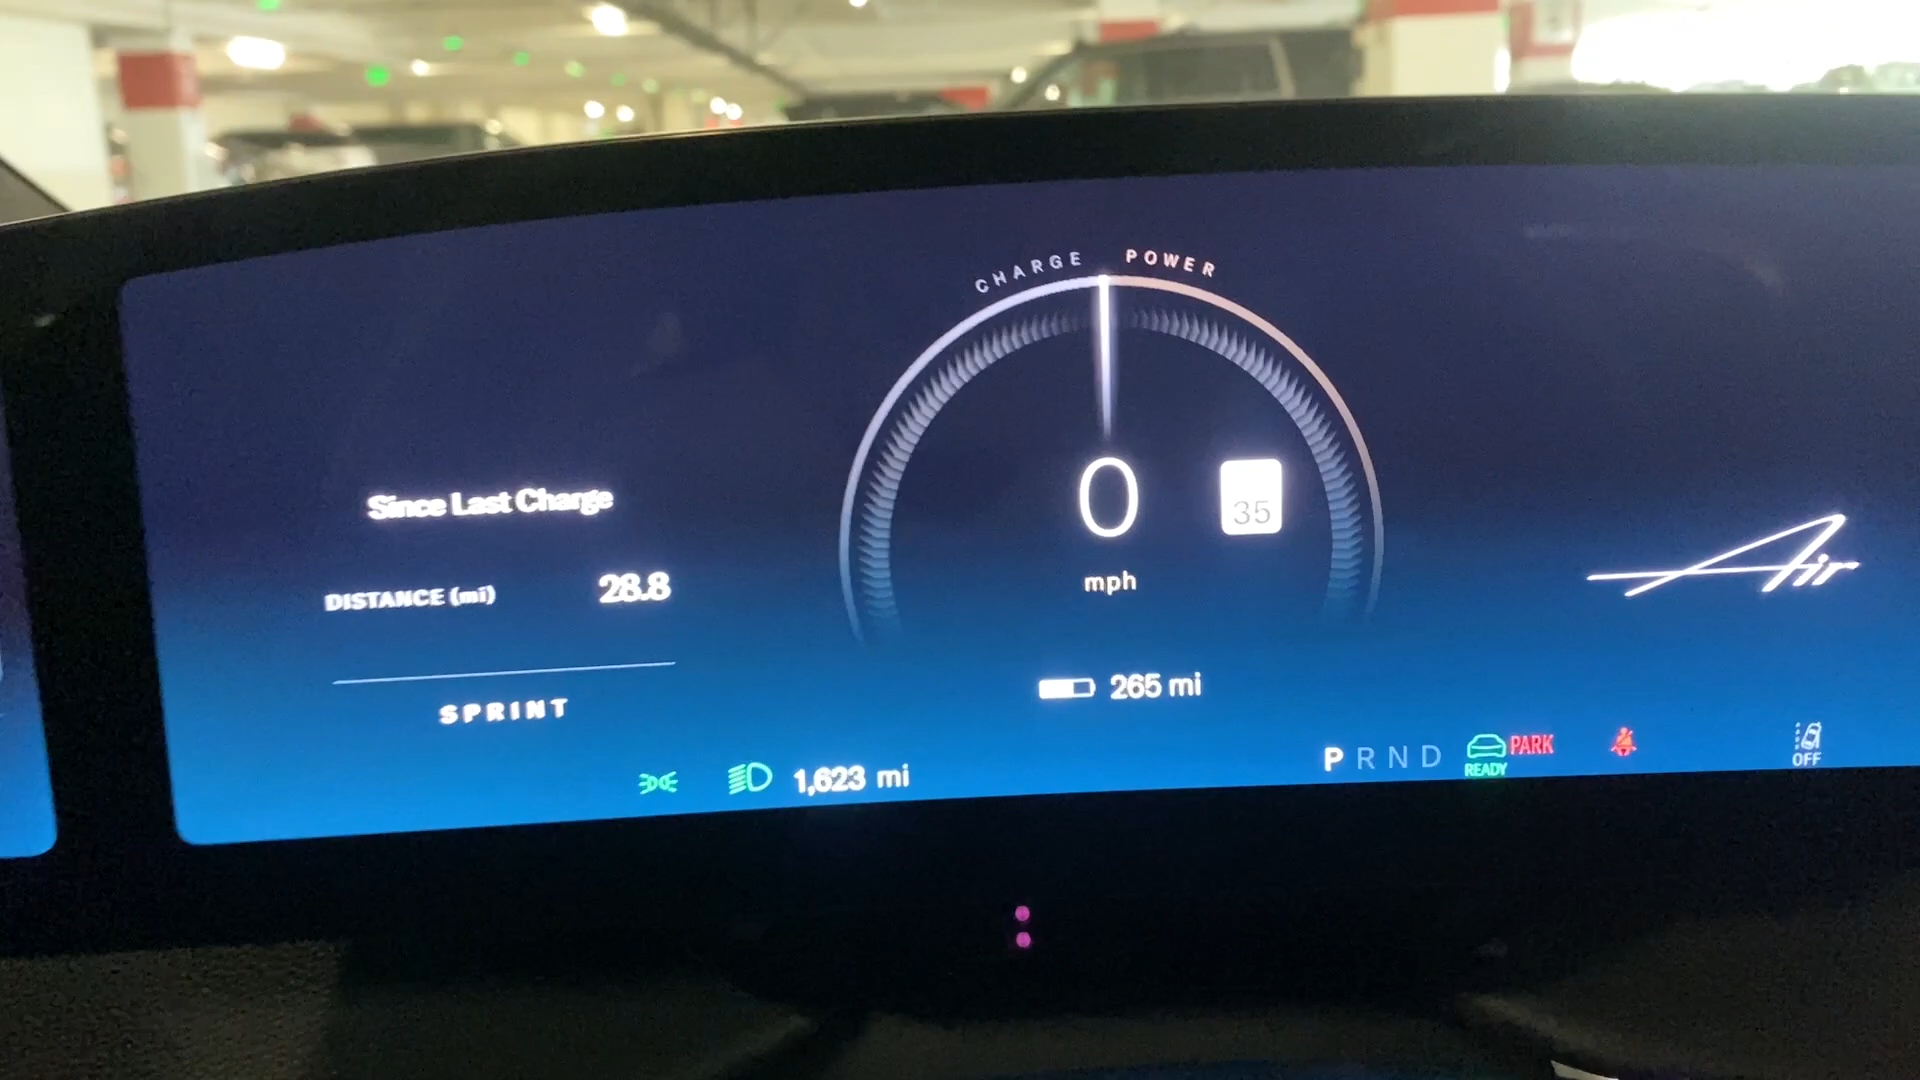 CHARGE POWER
Since Last Charge
0
35
mph
DISTANCE (mi) 28.8
Air
265 mi
SPRINT
P R N D
READY
PARK
OFF
1,623 mi